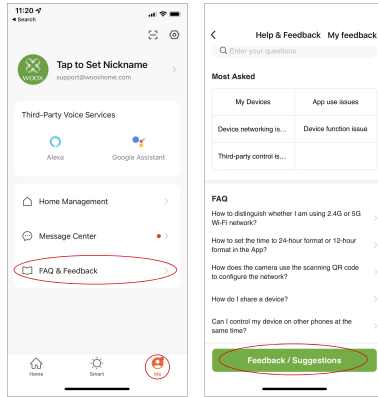 11:20
Search
WOOX
Tap to Set Nickname
support@wooxhome.com
Third-Party Voice Services
Alexa
Google Assistant
Home Management
Message Center
FAQ & Feedback
Home
Smart
Me
Help & Feedback
My feedback
Enter your questions
Most Asked
My Devices
App use issues
Device networking is...
Device function issue
Third-party control is...
FAQ
How to distinguish whether I am using 2.4G or 5G
Wi-Fi network?
How to set the time to 24-hour format or 12-hour
format in the App?
How does the camera use the scanning QR code
to configure the network?
How do I share a device?
Can I control my device on other phones at the
same time?
Feedback / Suggestions